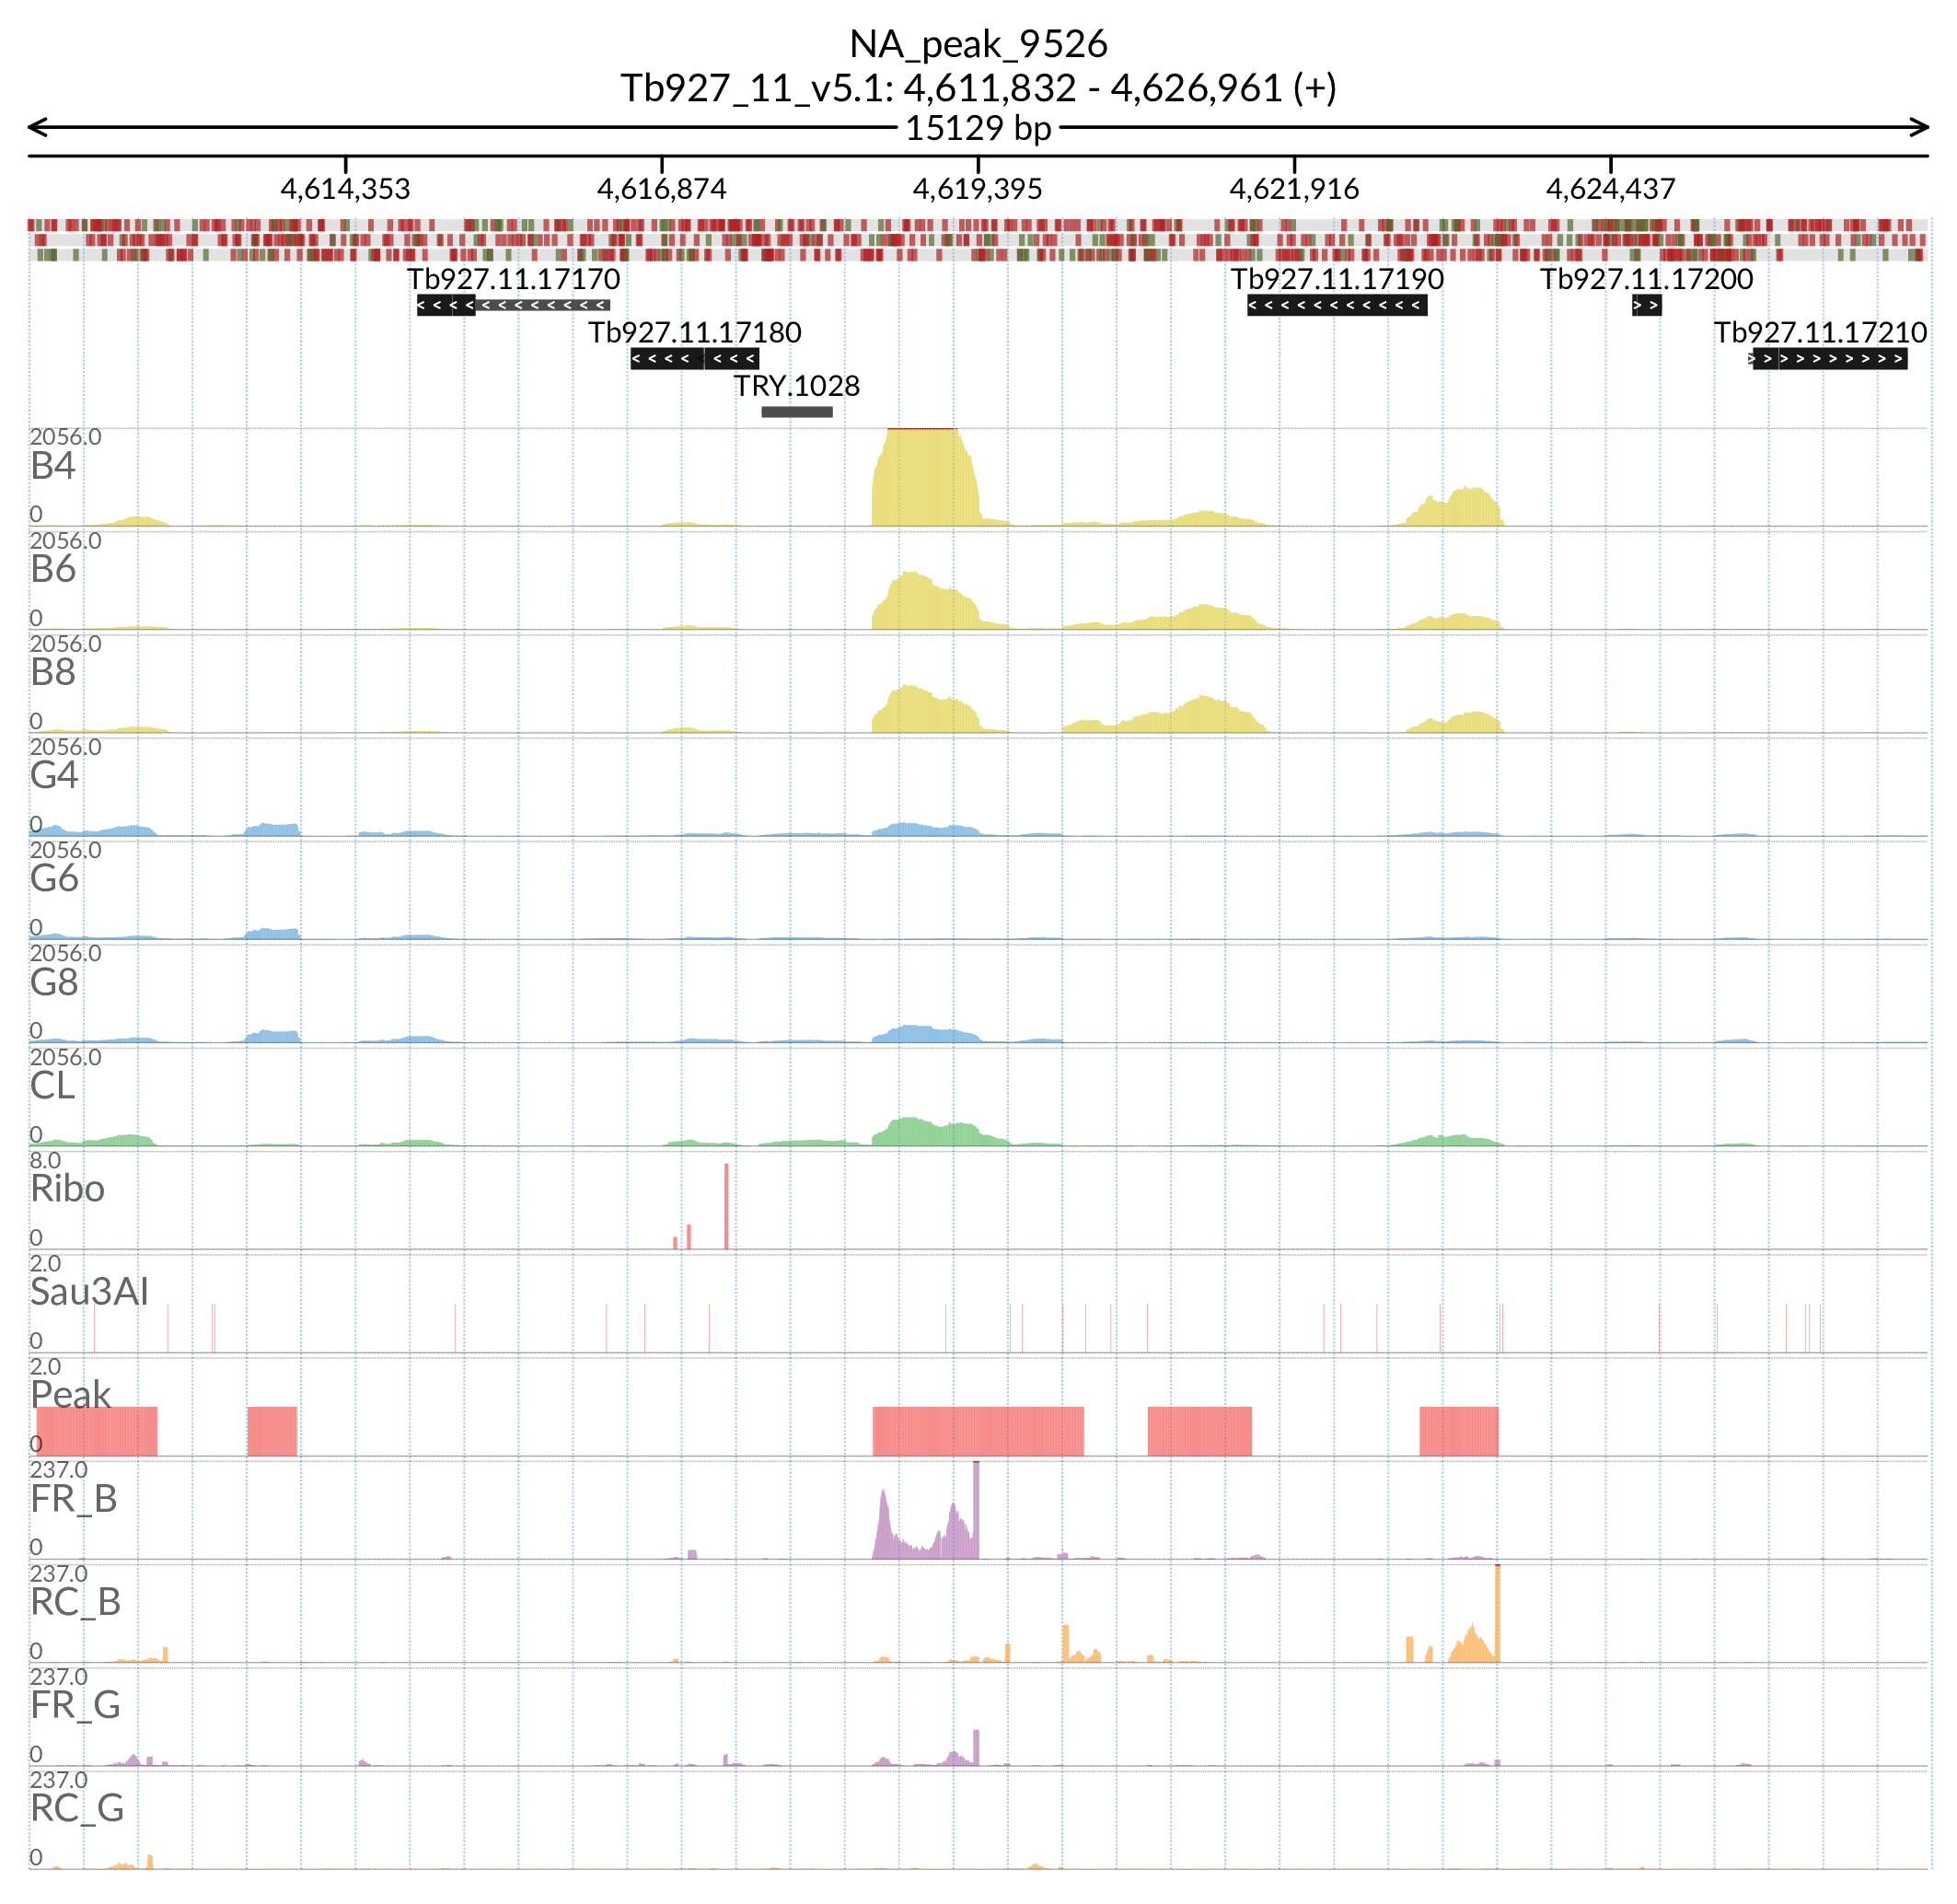 NA_peak_9526
Tb927_11_v5.1: 4,611,832 - 4,626,961 (+)
15129 bp
4,614,353 4,616,874 4,619,395 4,621,916 4,624,437
Tb927.11.17170 Tb927.11.17190 Tb927.11.17200
Tb927.11.17180 Tb927.11.17210
TRY.1028
2056.0
B4
0
2056.0
B6
0
2056.0
B8
0
2056.0
G4
0
2056.0
G6
0
2056.0
G8
0
2056.0
CL
0
8.0
Ribo
0
2.0
Sau3AI
0
2.0
Peak
0
237.0
FR_B
0
237.0
RC_B
0
237.0
FR_G
0
237.0
RC_G
0